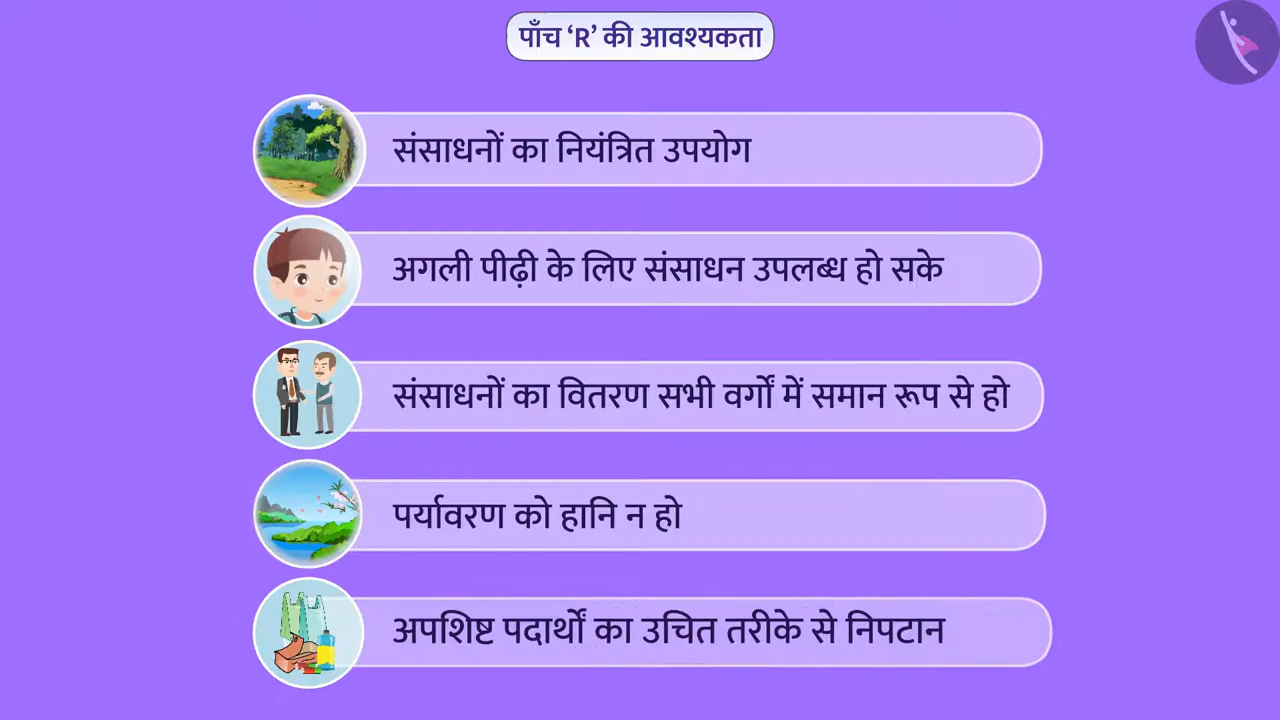 पाँच ‘R’ की आवश्यकता
संसाधनों का नियंत्रित उपयोग
अगली पीढ़ी के लिए संसाधन उपलब्ध हो सके
संसाधनों का वितरण सभी वर्गों में समान रूप से हो
पर्यावरण को हानि न हो
अपशिष्ट पदार्थों का उचित तरीके से निपटान